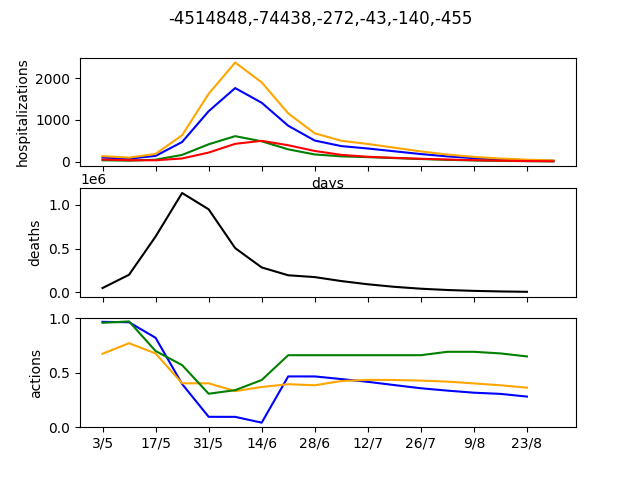 -4514848,-74438,-272,-43,-140,-455
hospitalizations
2000
1000
0
days
1e6
deaths
1.0
0.5
0.0
actions
1.0
0.5
0.0
3/5 17/5 31/5 14/6 28/6 12/7 26/7 9/8 23/8